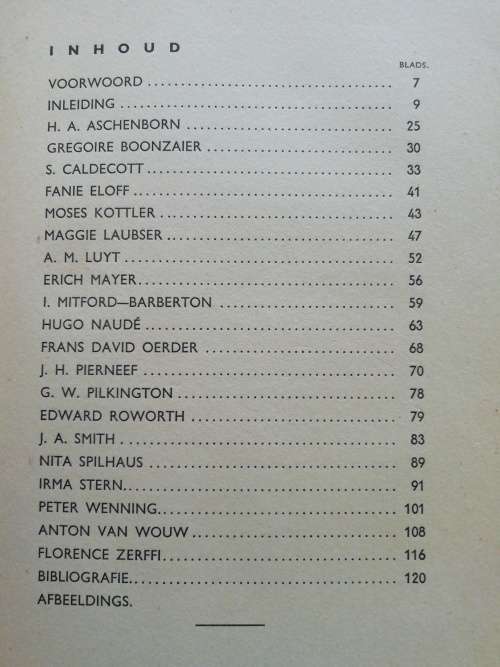 INHOUD
BLADS.
VOORWOORD ................................ 7
INLEIDING ................................ 9
H. A. ASCHENBORN ................................ 25
GREGOIRE BOONZAIER ................................ 30
S. CALDECOTT ................................ 33
FANIE ELOFF ................................ 41
MOSES KOTTLER ................................ 43
MAGGIE LAUBSER ................................ 47
A. M. LUYT ................................ 52
ERICH MAYER ................................ 56
I. MITFORD—BARBERTON ................................ 59
HUGO NAUDÉ ................................ 63
FRANS DAVID OERDER ................................ 68
J. H. PIERNEEF ................................ 70
G. W. PILKINGTON ................................ 78
EDWARD ROWORTH ................................ 79
J. A. SMITH ................................ 83
NITA SPILHAUS ................................ 89
IRMA STERN ................................ 91
PETER WENNING ................................ 101
ANTON VAN WOUW ................................ 108
FLORENCE ZERFFI ................................ 116
BIBLIOGRAFIE ................................ 120
AFBEELDINGS.